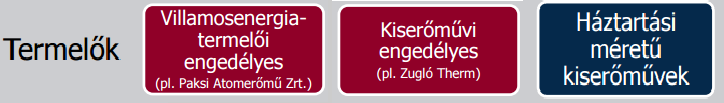 Termelők
Villamosenergia-
termelői
engedélyes
(pl. Paksi Atomerőmű Zrt.)
Kiserőművi
engedélyes
(pl. Zugló Therm)
Háztartási
méretű
kiserőművek